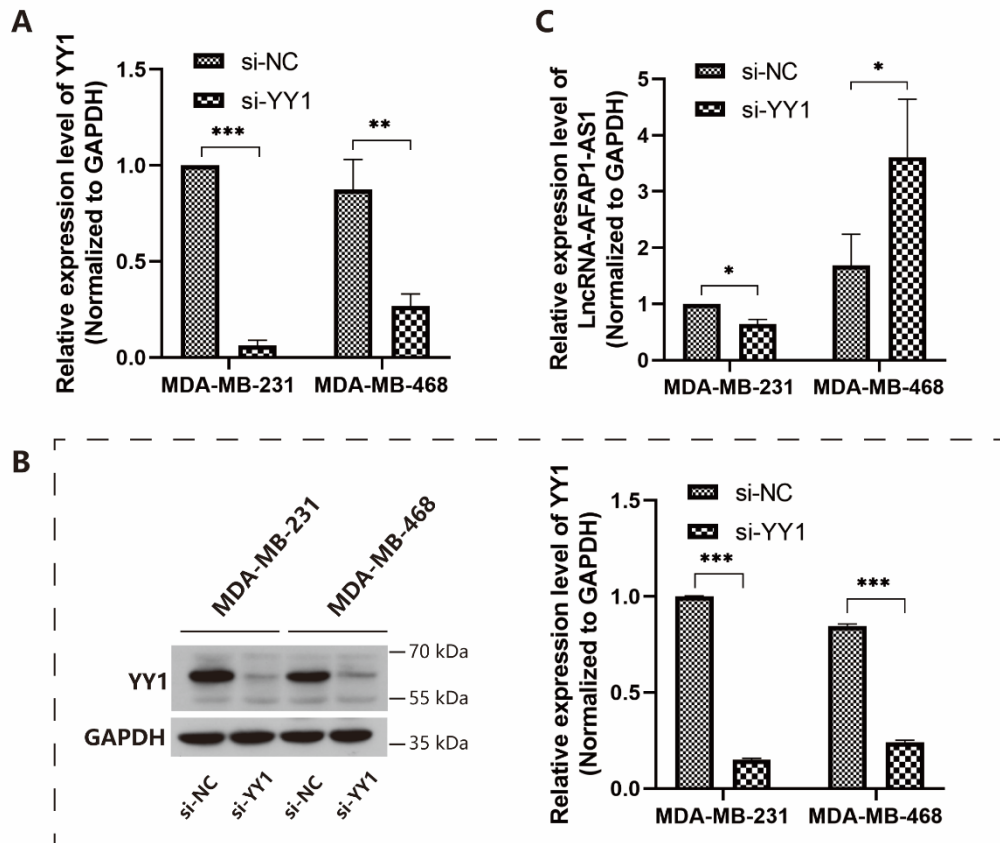 A
Relative expression level of YY1
(Normalized to GAPDH)
si-NC
si-YY1
1.5
1.0
0.5
0.0
***
**
MDA-MB-231
MDA-MB-468
C
Relative expression level of
LncRNA-AFAP1-AS1
(Normalized to GAPDH)
si-NC
si-YY1
5
4
3
2
1
0
*
*
MDA-MB-231
MDA-MB-468
B
MDA-MB-231
MDA-MB-468
YY1
70 kDa
55 kDa
GAPDH
35 kDa
si-NC
si-YY1
si-NC
si-YY1
Relative expression level of YY1
(Normalized to GAPDH)
si-NC
si-YY1
1.5
1.0
0.5
0.0
***
***
MDA-MB-231
MDA-MB-468